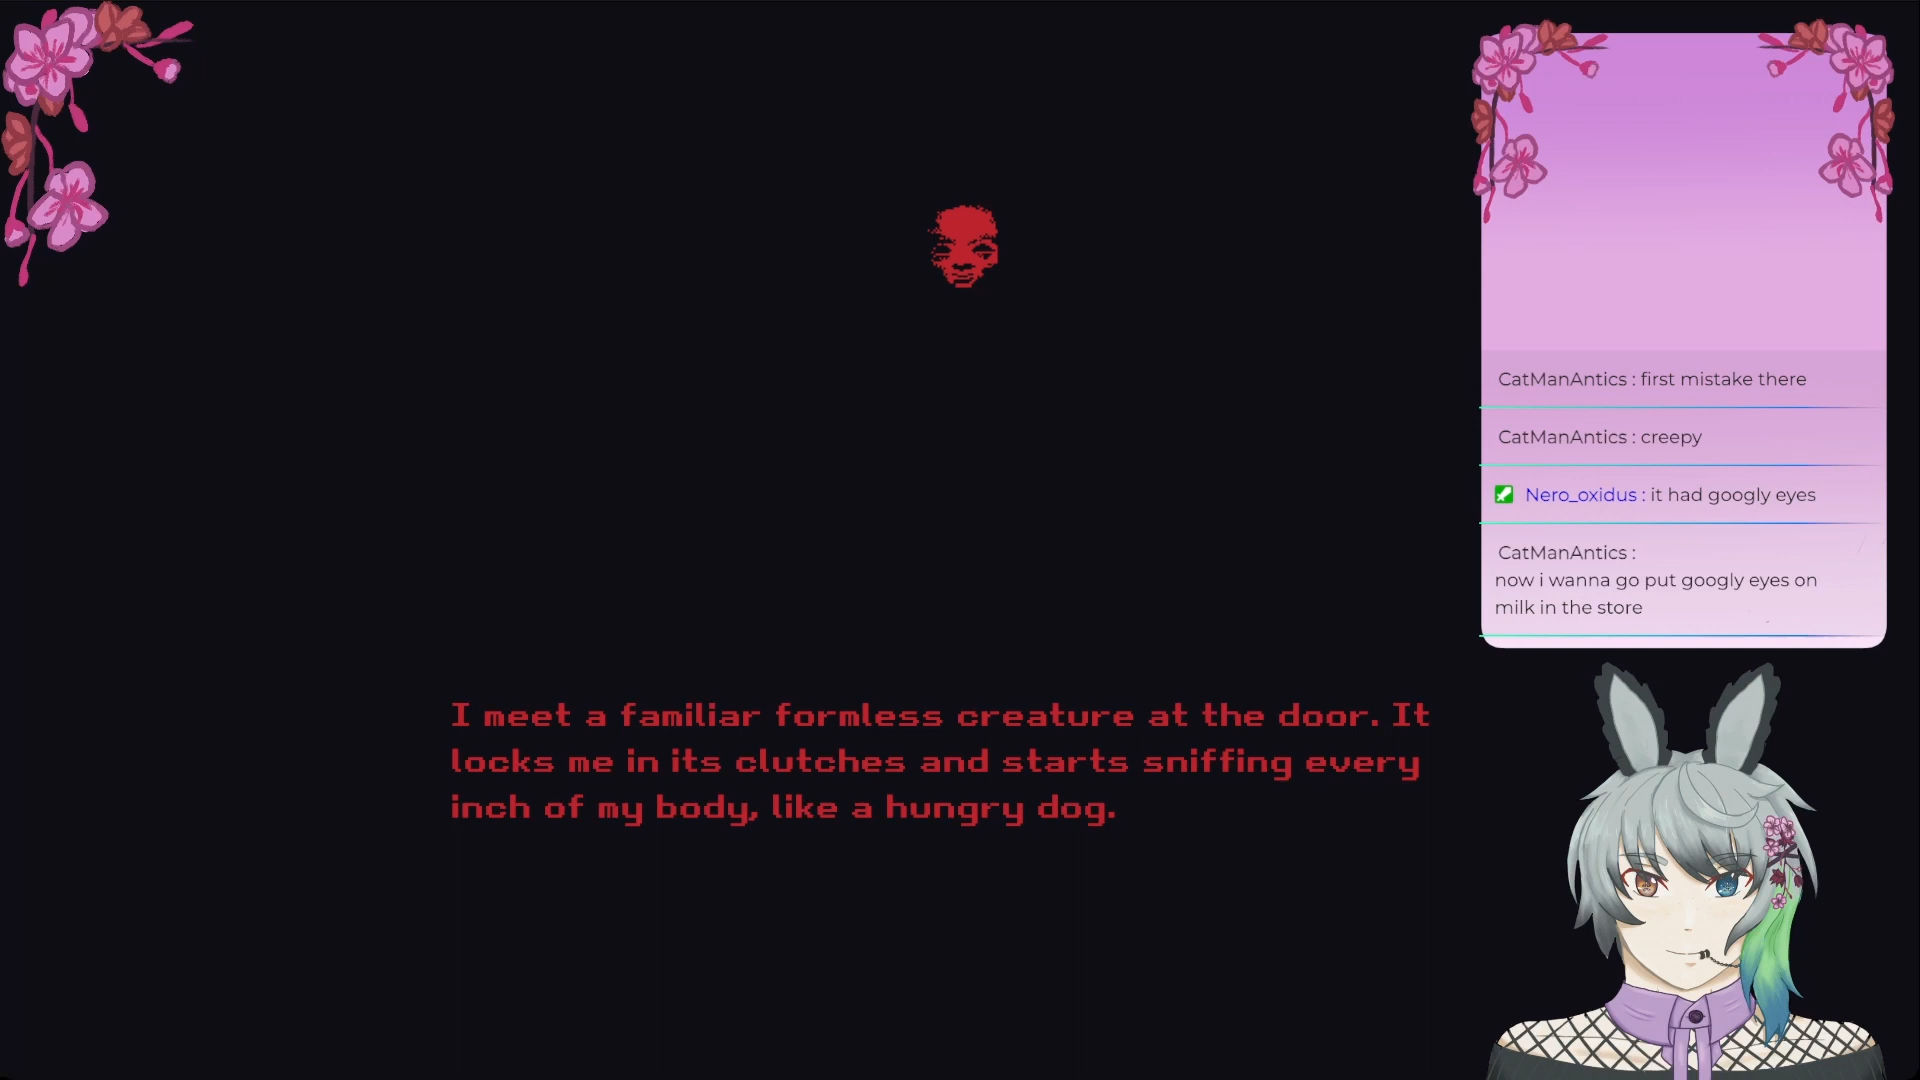 CatManAntics : first mistake there
CatManAntics : creepy
Nero_oxidus : it had googly eyes
CatManAntics :
now i wanna go put googly eyes on
milk in the store
I meet a familiar formless creature at the door. It
locks me in its clutches and starts sniffing every
inch of my body, like a hungry dog.